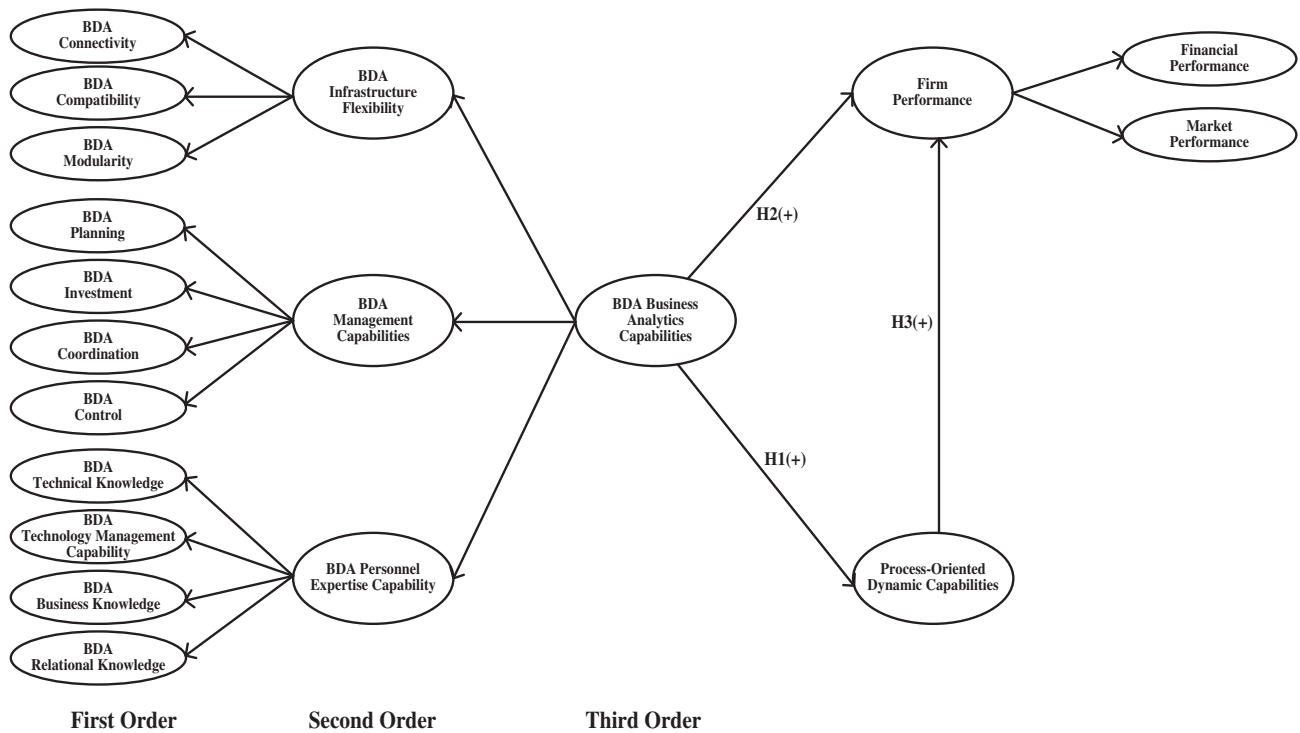 BDA
Connectivity
BDA
Compatibility
BDA
Modularity
BDA
Planning
BDA
Investment
BDA
Coordination
BDA
Control
BDA
Technical Knowledge
BDA
Technology Management
Capability
BDA
Business Knowledge
BDA
Relational Knowledge
First Order
BDA
Infrastructure
Flexibility
BDA
Management
Capabilities
BDA Personnel
Expertise Capability
Second Order
BDA Business
Analytics
Capabilities
Third Order
H2(+)
H1(+)
H3(+)
Firm
Performance
Process-Oriented
Dynamic Capabilities
Financial
Performance
Market
Performance